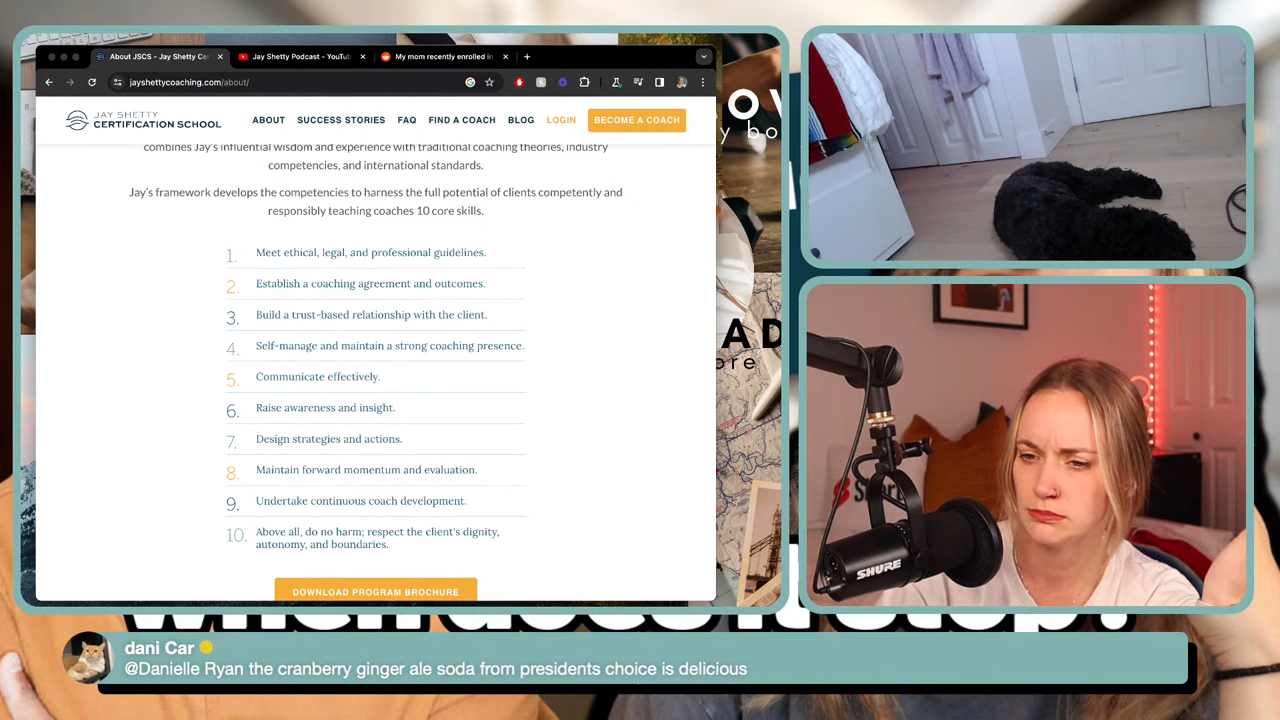 About JSCS - Jay Shetty Ce
Jay Shetty Podcast - YouTub
My mom recently enrolled in
jayshettycoaching.com/about/
JAY SHETTY
CERTIFICATION SCHOOL
ABOUT
SUCCESS STORIES
FAQ
FIND A COACH
BLOG
LOGIN
BECOME A COACH
combines Jay's influential wisdom and experience with traditional coaching theories, industry
competencies, and international standards.
Jay's framework develops the competencies to harness the full potential of clients competently and
responsibly teaching coaches 10 core skills.
1. Meet ethical, legal, and professional guidelines.
2. Establish a coaching agreement and outcomes.
3. Build a trust-based relationship with the client.
4. Self-manage and maintain a strong coaching presence.
5. Communicate effectively.
6. Raise awareness and insight.
7. Design strategies and actions.
8. Maintain forward momentum and evaluation.
9. Undertake continuous coach development.
10. Above all, do no harm; respect the client's dignity,
autonomy, and boundaries.
DOWNLOAD PROGRAM BROCHURE
OV
y bo
AD
ore
SHURE
dani Car
@Danielle Ryan the cranberry ginger ale soda from presidents choice is delicious